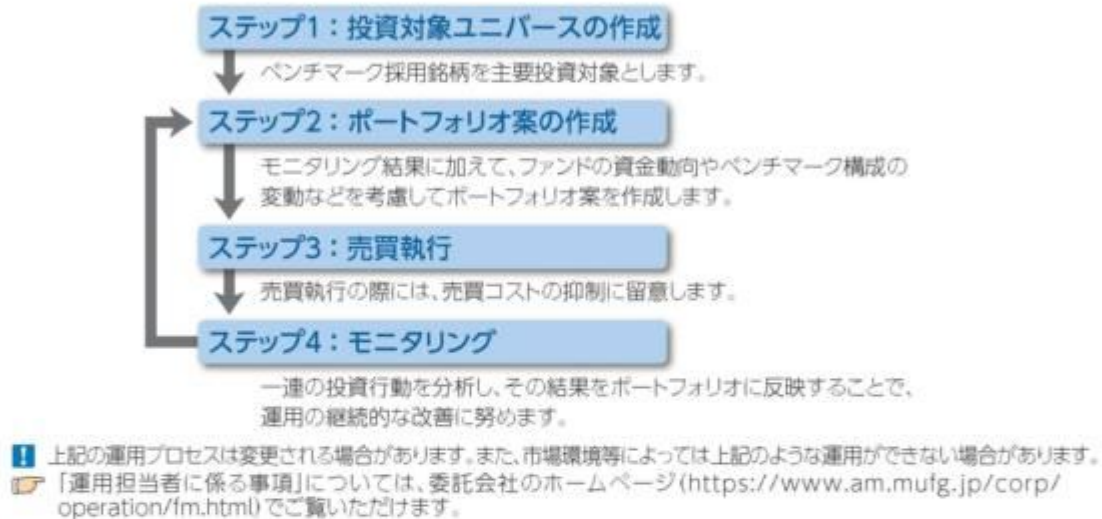 ステップ1：投資対象ユニバースの作成
ベンチマーク採用銘柄を主要投資対象とします。
ステップ2：ポートフォリオ案の作成
モニタリング結果に加えて、ファンドの資金動向やベンチマーク構成の
変動などを考慮してポートフォリオ案を作成します。
ステップ3：売買執行
売買執行の際には、売買コストの抑制に留意します。
ステップ4：モニタリング
一連の投資行動を分析し、その結果をポートフォリオに反映することで、
運用の継続的な改善に努めます。
! 上記の運用プロセスは変更される場合があります。また、市場環境等によっては上記のような運用ができない場合があります。
「運用担当者に係る事項」については、委託会社のホームページ(https://www.am.mufg.jp/corp/
operation/fm.html)でご覧いただけます。